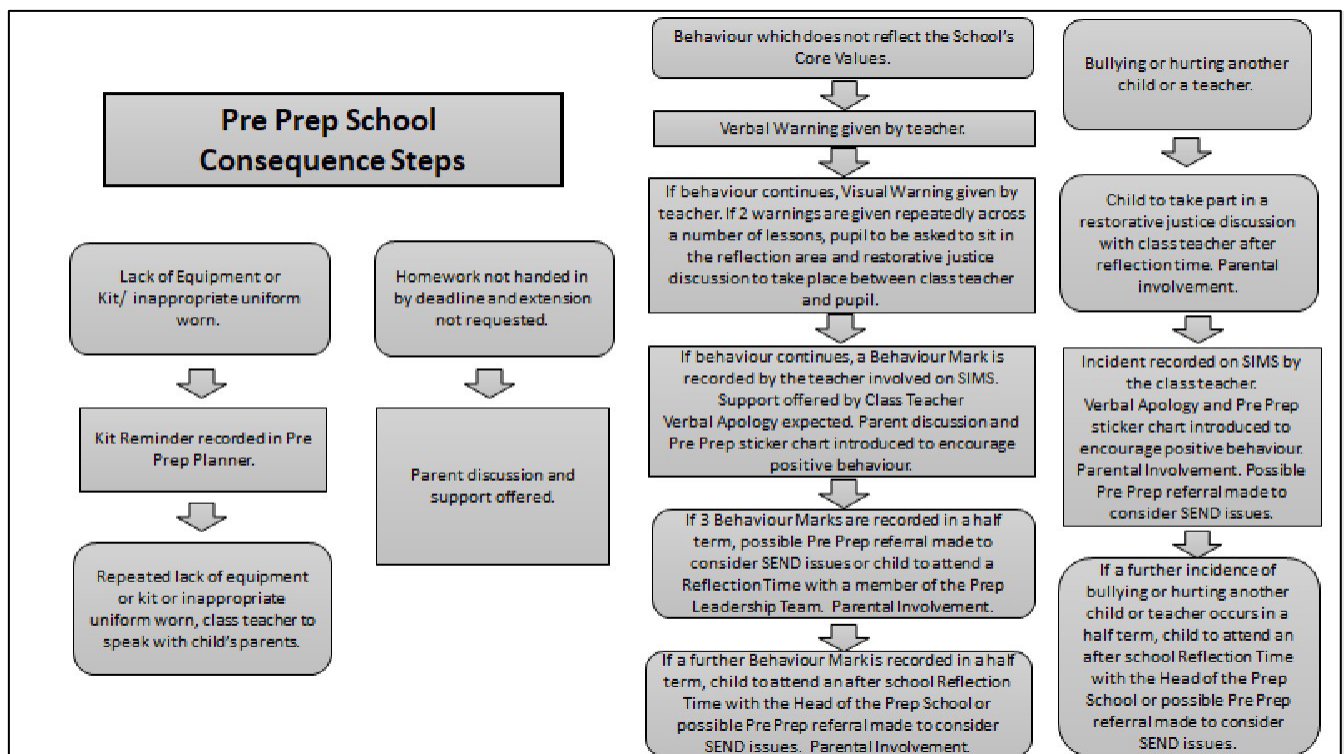 Pre Prep School
Consequence Steps
Lack of Equipment or
Kit/ inappropriate uniform
worn.
Kit Reminder recorded in Pre
Prep Planner.
Repeated lack of equipment
or kit or inappropriate
uniform worn, class teacher to
speak with child's parents.
Homework not handed in
by deadline and extension
not requested.
Parent discussion and
support offered.
Behaviour which does not reflect the School's
Core Values.
Verbal Warning given by teacher.
If behaviour continues, Visual Warning given by
teacher. If 2 warnings are given repeatedly across
a number of lessons, pupil to be asked to sit in
the reflection area and restorative justice
discussion to take place between class teacher
and pupil.
If behaviour continues, a Behaviour Mark is
recorded by the teacher involved on SIMS.
Support offered by Class Teacher
Verbal Apology expected. Parent discussion and
Pre Prep sticker chart introduced to encourage
positive behaviour.
If 3 Behaviour Marks are recorded in a half
term, possible Pre Prep referral made to
consider SEND issues or child to attend a
Reflection Time with a member of the Prep
Leadership Team. Parental Involvement.
If a further Behaviour Mark is recorded in a half
term, child to attend an after school Reflection
Time with the Head of the Prep School or
possible Pre Prep referral made to consider
SEND issues. Parental Involvement.
Bullying or hurting another
child or a teacher.
Child to take part in a
restorative justice discussion
with class teacher after
reflection time. Parental
involvement.
Incident recorded on SIMS by
the class teacher.
Verbal Apology and Pre Prep
sticker chart introduced to
encourage positive behaviour.
Parental Involvement. Possible
Pre Prep referral made to
consider SEND issues.
If a further incidence of
bullying or hurting another
child or teacher occurs in a
half term, child to attend an
after school Reflection Time
with the Head of the Prep
School or possible Pre Prep
referral made to consider
SEND issues.